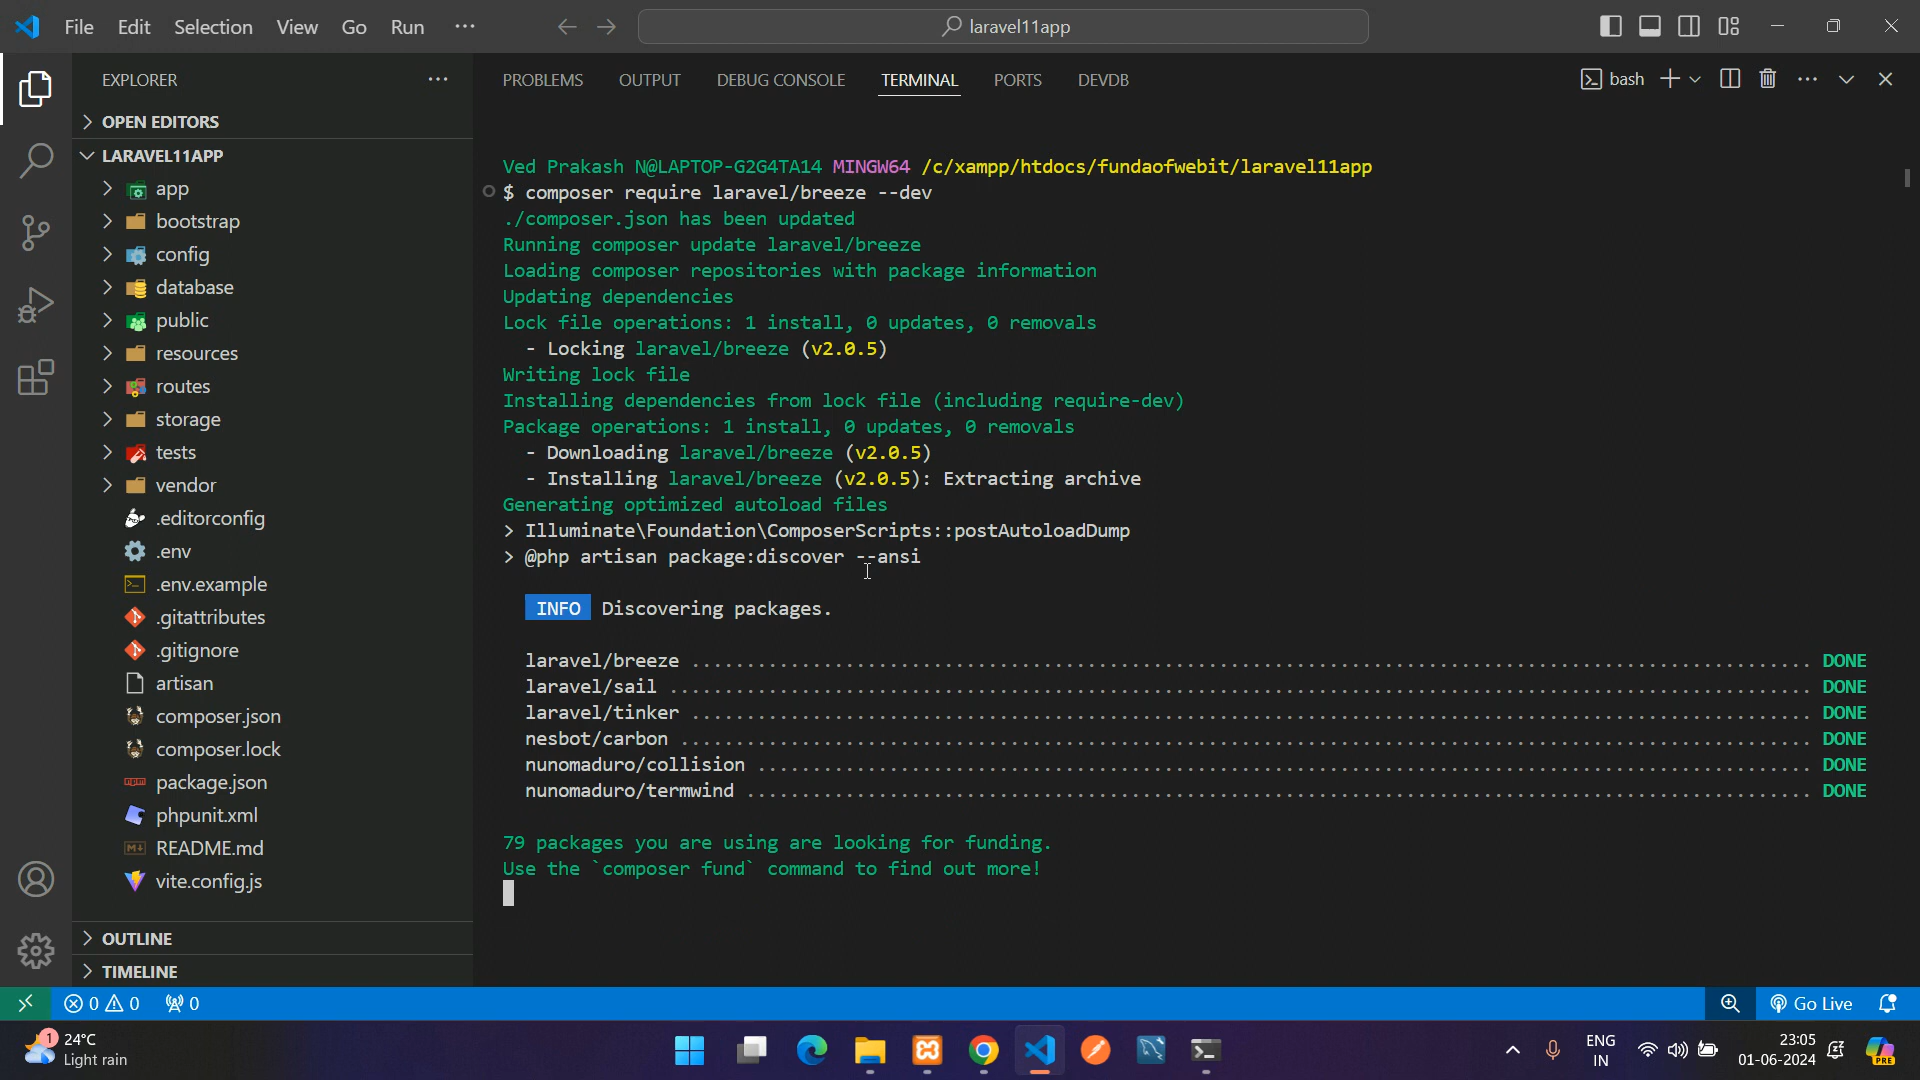 File Edit Selection View Go Run ···
laravel11app
EXPLORER
OPEN EDITORS
LARAVEL11APP
app
bootstrap
config
database
public
resources
routes
storage
tests
vendor
.editorconfig
.env
.env.example
.gitattributes
.gitignore
artisan
composer.json
composer.lock
package.json
phpunit.xml
README.md
vite.config.js
OUTLINE
TIMELINE
PROBLEMS OUTPUT DEBUG CONSOLE TERMINAL PORTS DEVDB
bash
Ved Prakash N@LAPTOP-G2G4TA14 MINGW64 /c/xampp/htdocs/fundaofwebit/laravel11app
$ composer require laravel/breeze --dev
./composer.json has been updated
Running composer update laravel/breeze
Loading composer repositories with package information
Updating dependencies
Lock file operations: 1 install, 0 updates, 0 removals
- Locking laravel/breeze (v2.0.5)
Writing lock file
Installing dependencies from lock file (including require-dev)
Package operations: 1 install, 0 updates, 0 removals
- Downloading laravel/breeze (v2.0.5)
- Installing laravel/breeze (v2.0.5): Extracting archive
Generating optimized autoload files
> Illuminate\Foundation\ComposerScripts::postAutoloadDump
> @php artisan package:discover --ansi
INFO Discovering packages.
laravel/breeze ........ DONE
laravel/sail ........ DONE
laravel/tinker ........ DONE
nesbot/carbon ........ DONE
nunomaduro/collision ........ DONE
nunomaduro/termwind ........ DONE
79 packages you are using are looking for funding.
Use the `composer fund` command to find out more!
0 0 0
Go Live
1
24°C
Light rain
ENG
IN
23:05
01-06-2024
PRE